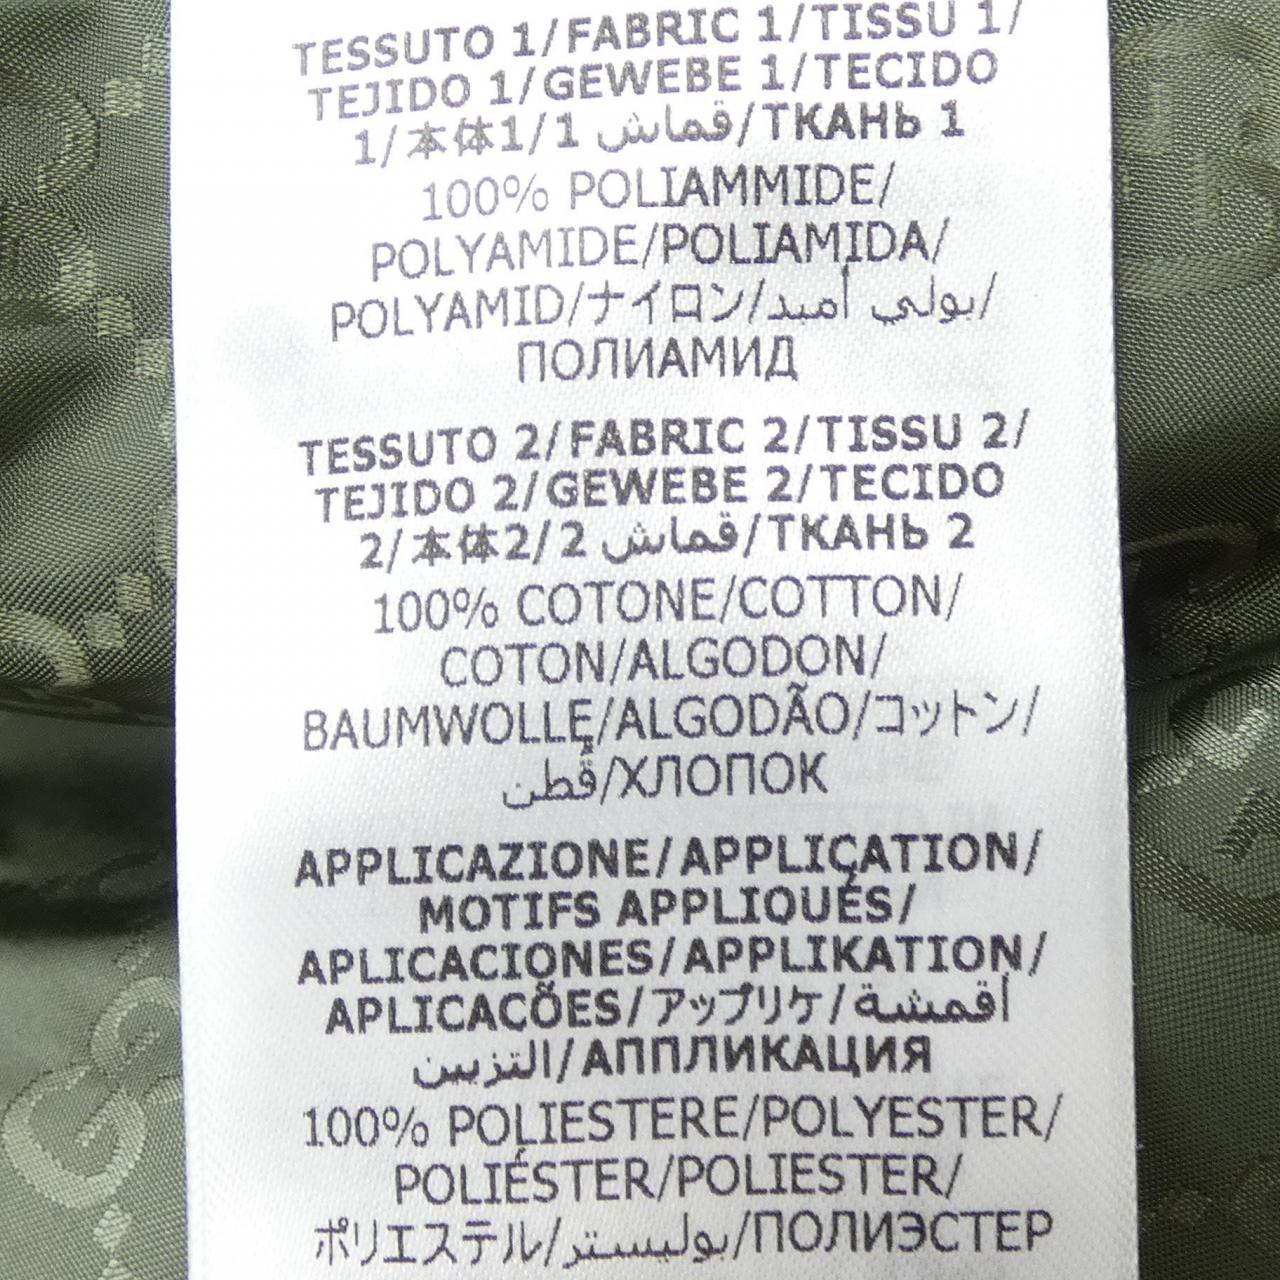 TESSUTO 1/FABRIC 1/TISSU 1/
TEJIDO 1/GEWEBE 1/TECIDO
1/本体1/1 قماش/ТКАНЬ 1
100% POLIAMMIDE/
POLYAMIDE/POLIAMIDA/
POLYAMID/ナイロン/بولي أميد/
ПОЛИАМИД
TESSUTO 2/FABRIC 2/TISSU 2/
TEJIDO 2/GEWEBE 2/TECIDO
2/本体2/2 قماش/ТКАНЬ 2
100% COTONE/COTTON/
COTON/ALGODON/
BAUMWOLLE/ALGODÃO/コットン/
قُطن/ХЛОПОК
APPLICAZIONE/APPLICATION/
MOTIFS APPLIQUÉS/
APLICACIONES/APPLIKATION/
APLICACÕES/アップリケ/أقمشة
التزيين/АППЛИКАЦИЯ
100% POLIESTERE/POLYESTER/
POLIÉSTER/POLIESTER/
ポリエステル/بوليستر/ПОЛИЭСТЕР